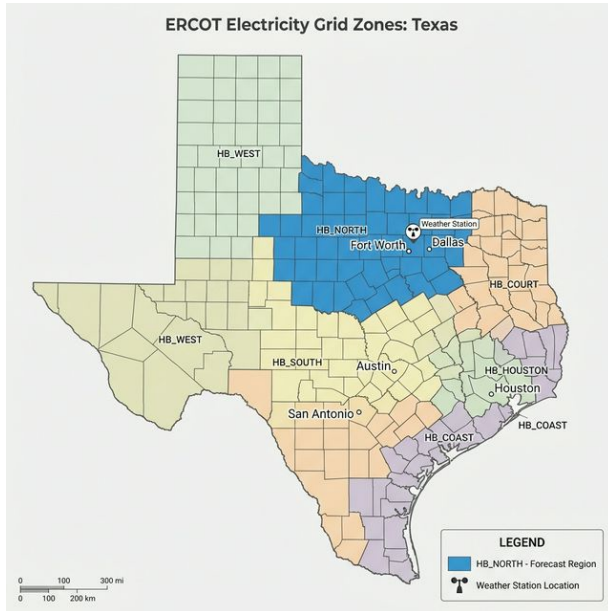 ERCOT Electricity Grid Zones: Texas
HB_WEST
HB_NORTH
Weather Station
Fort Worth
Dallas
HB_COURT
HB_WEST
HB_SOUTH
Austin
HB_HOUSTON
Houston
San Antonio
HB_COAST
HB_COAST
LEGEND
HB_NORTH - Forecast Region
Weather Station Location
0 100 300 mi
0 100 200 km